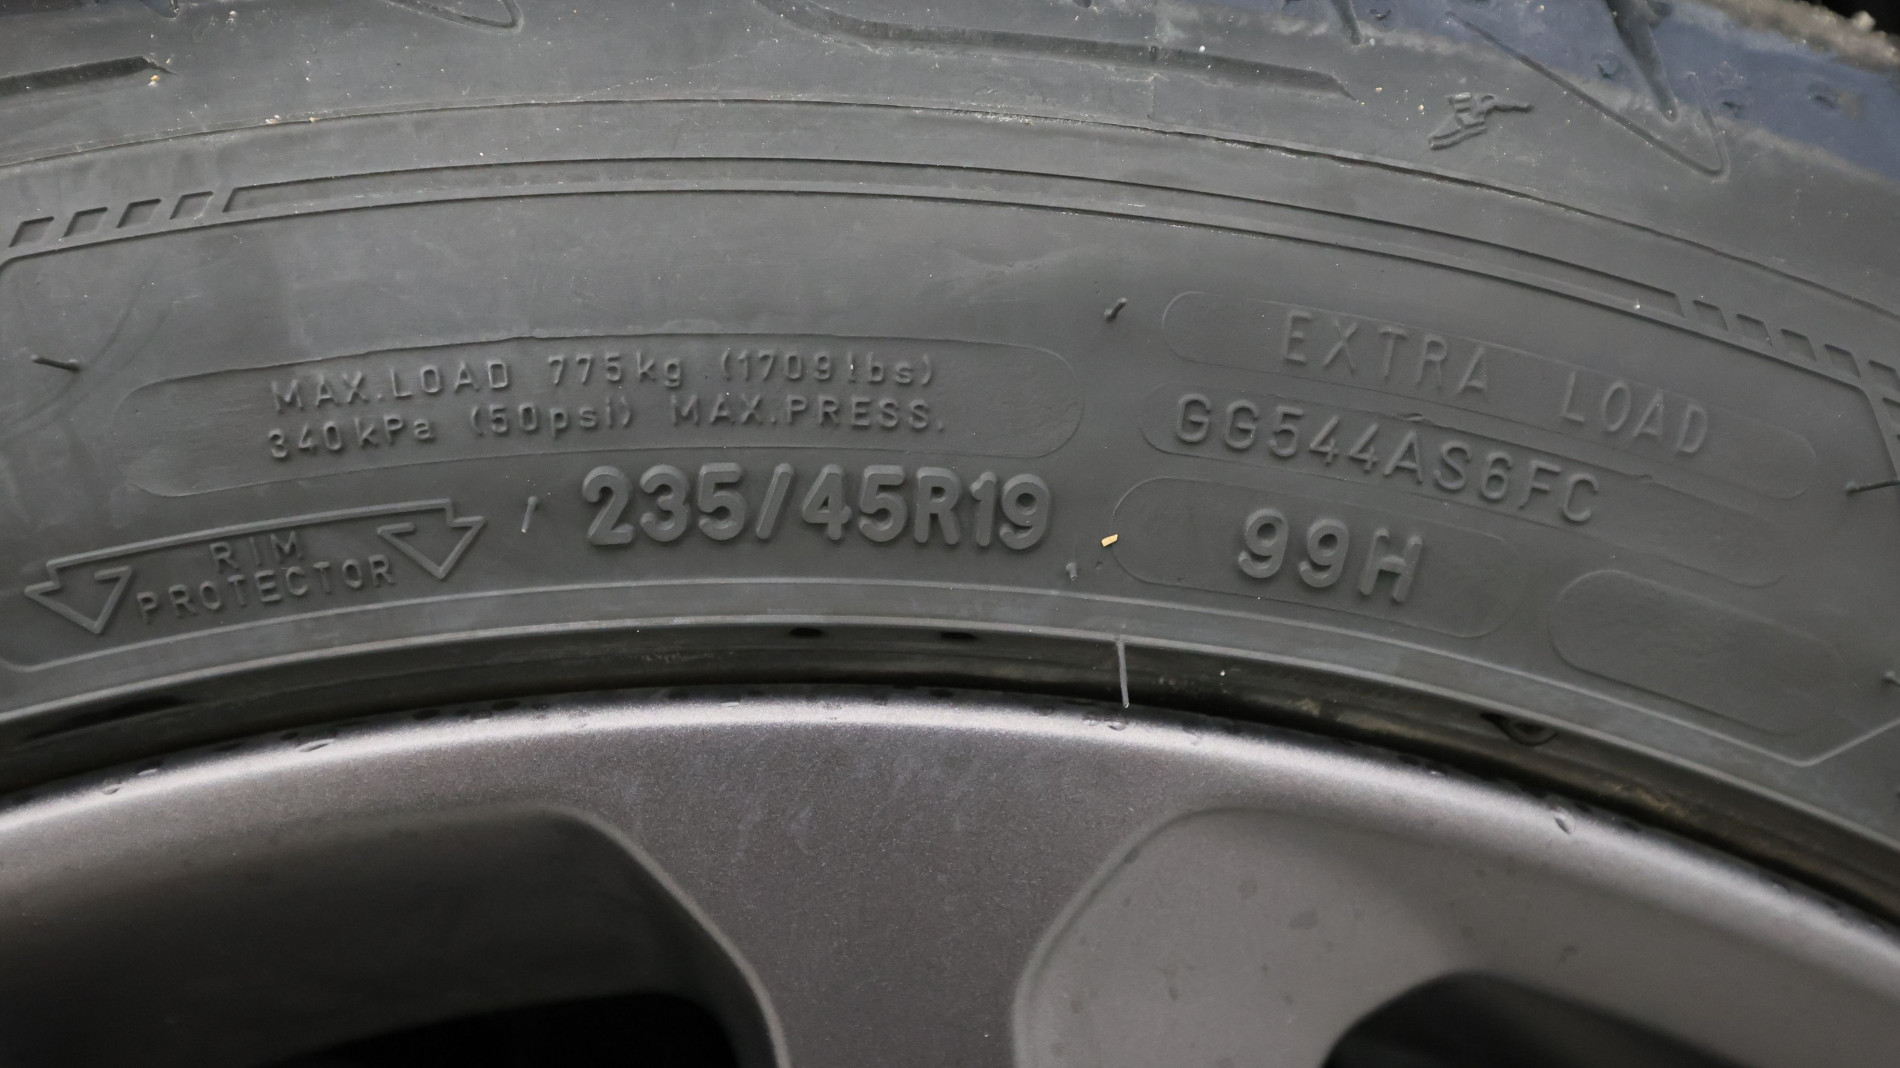 MAX.LOAD 775kg (1709lbs)
340kPa (50psi) MAX.PRESS.
EXTRA LOAD
GG544AS6FC
235/45R19
99H
RIM
PROTECTOR